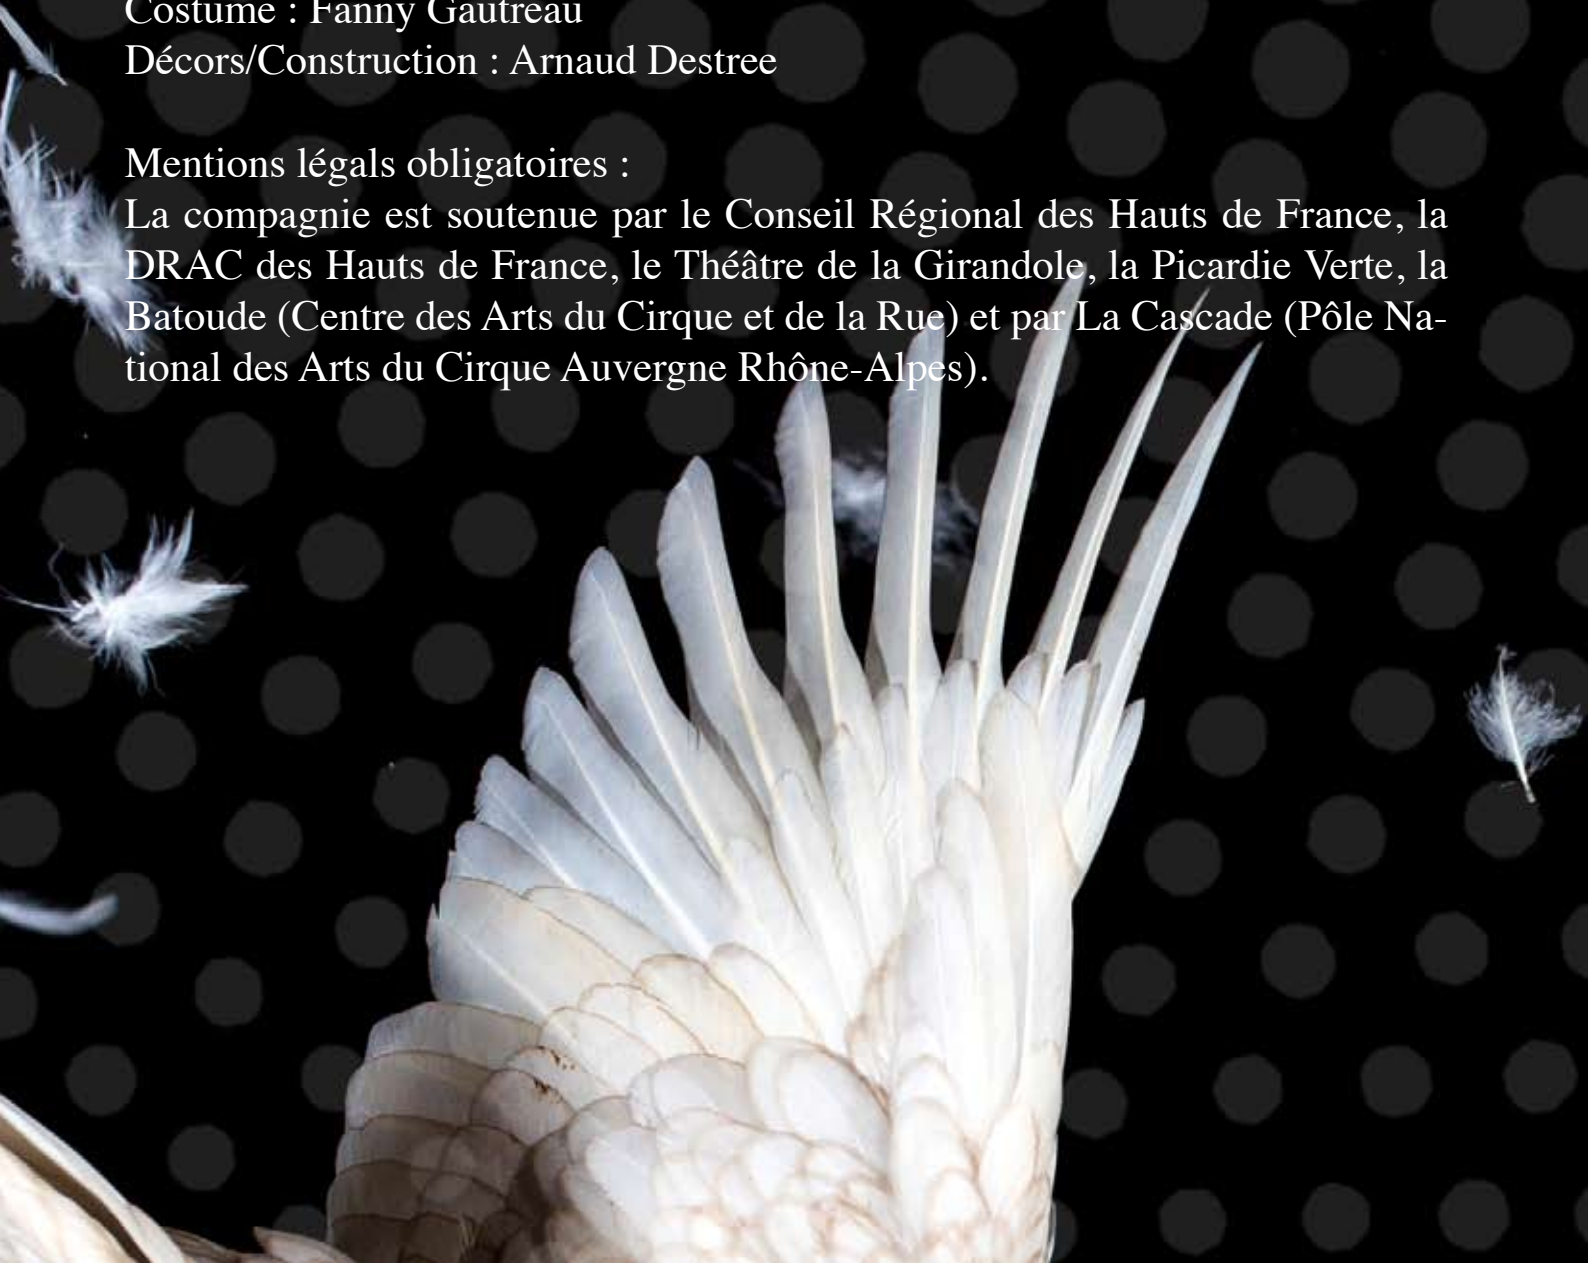 Costume : Fanny Gautreau
Décors/Construction : Arnaud Destree
Mentions légals obligatoires :
La compagnie est soutenue par le Conseil Régional des Hauts de France, la
DRAC des Hauts de France, le Théâtre de la Girandole, la Picardie Verte, la
Batoude (Centre des Arts du Cirque et de la Rue) et par La Cascade (Pôle Na-
tional des Arts du Cirque Auvergne Rhône-Alpes).